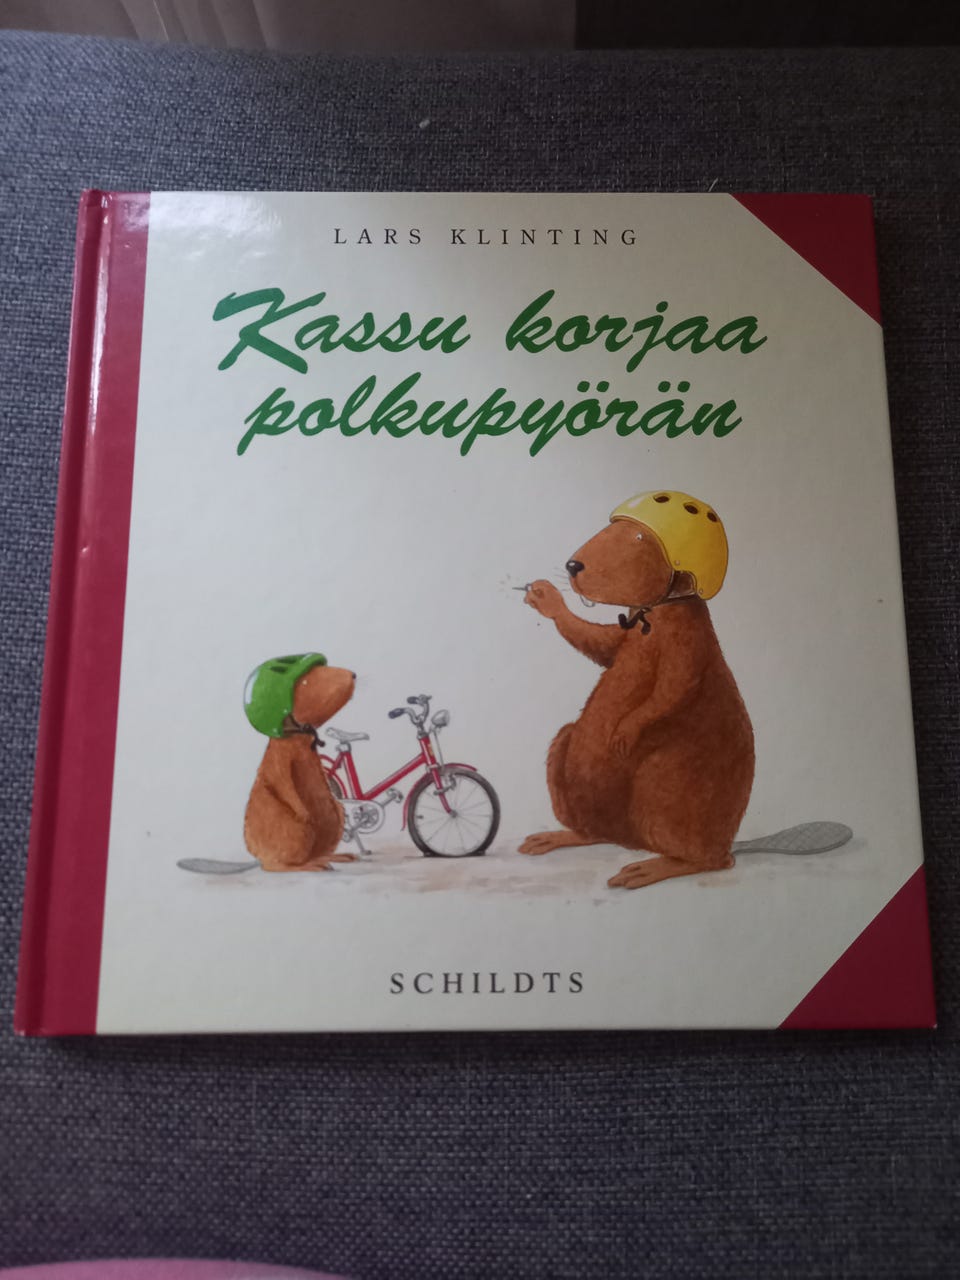 LARS KLINTING
Kassu korjaa
polkupyörän
SCHILDTS